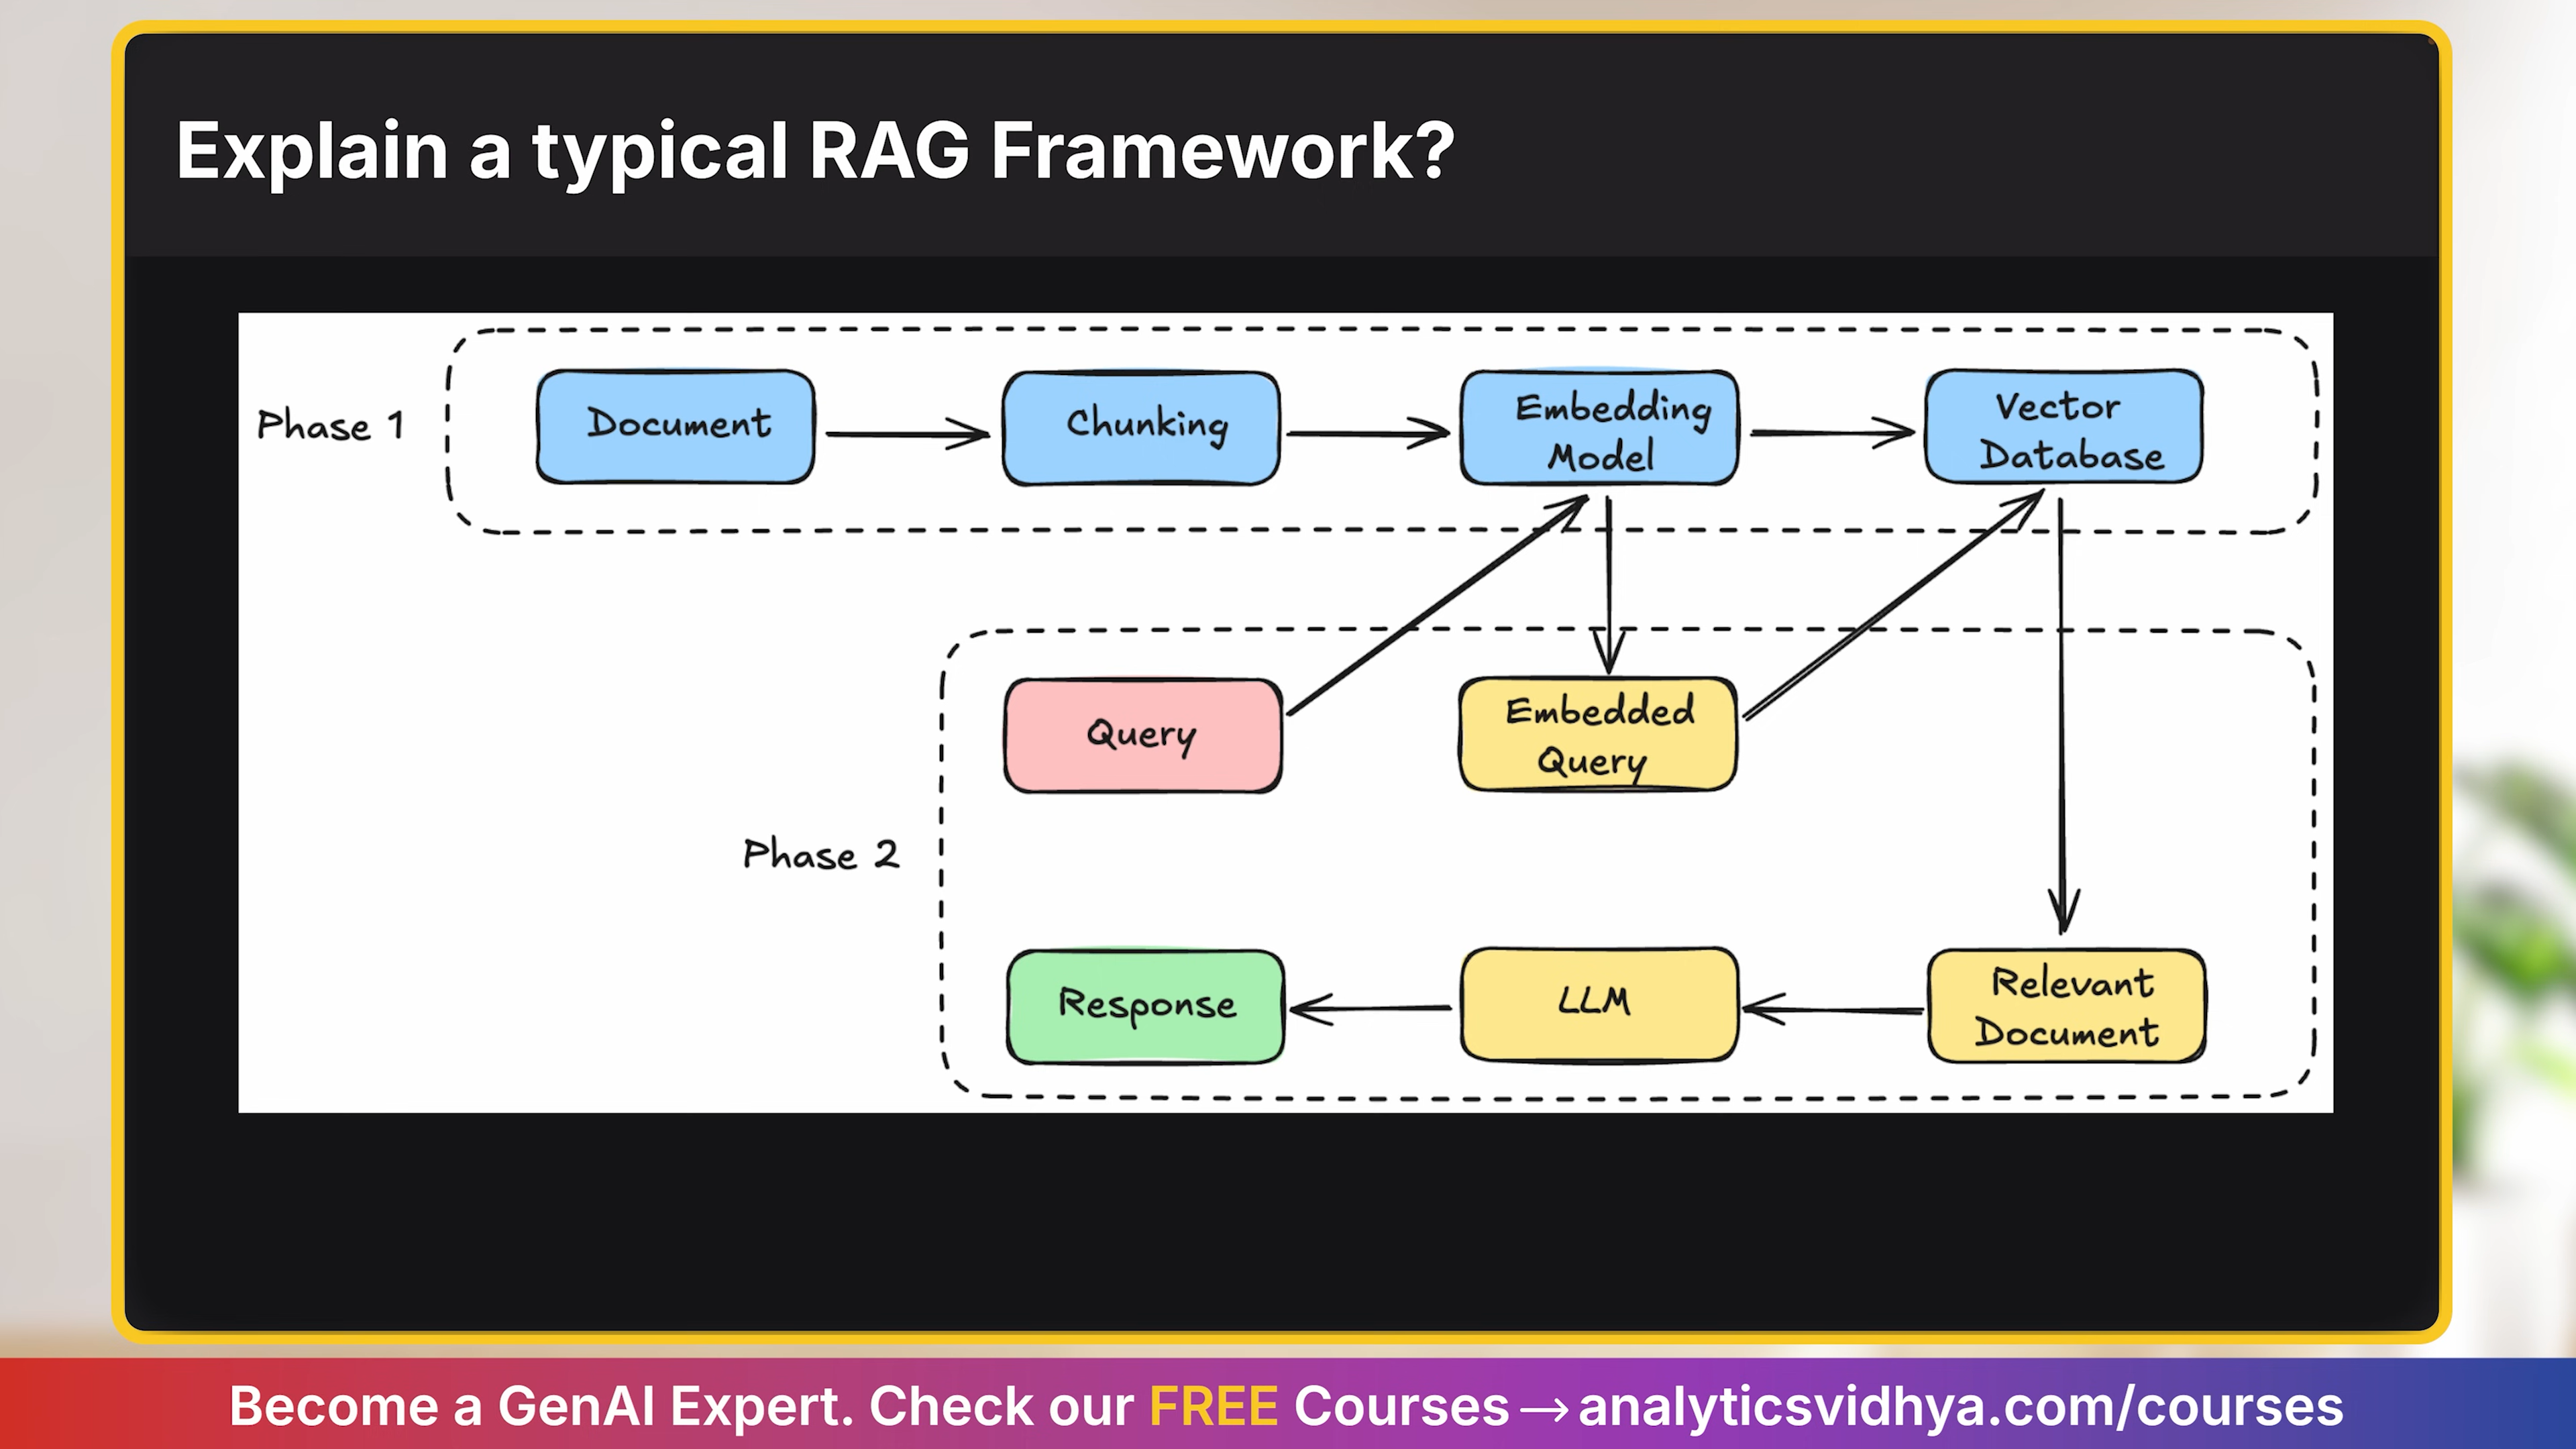 Explain a typical RAG Framework?
Phase 1
Document
Chunking
Embedding
Model
Vector
Database
Query
Embedded
Query
Phase 2
Response
LLM
Relevant
Document
Become a GenAI Expert. Check our FREE Courses → analyticsvidhya.com/courses